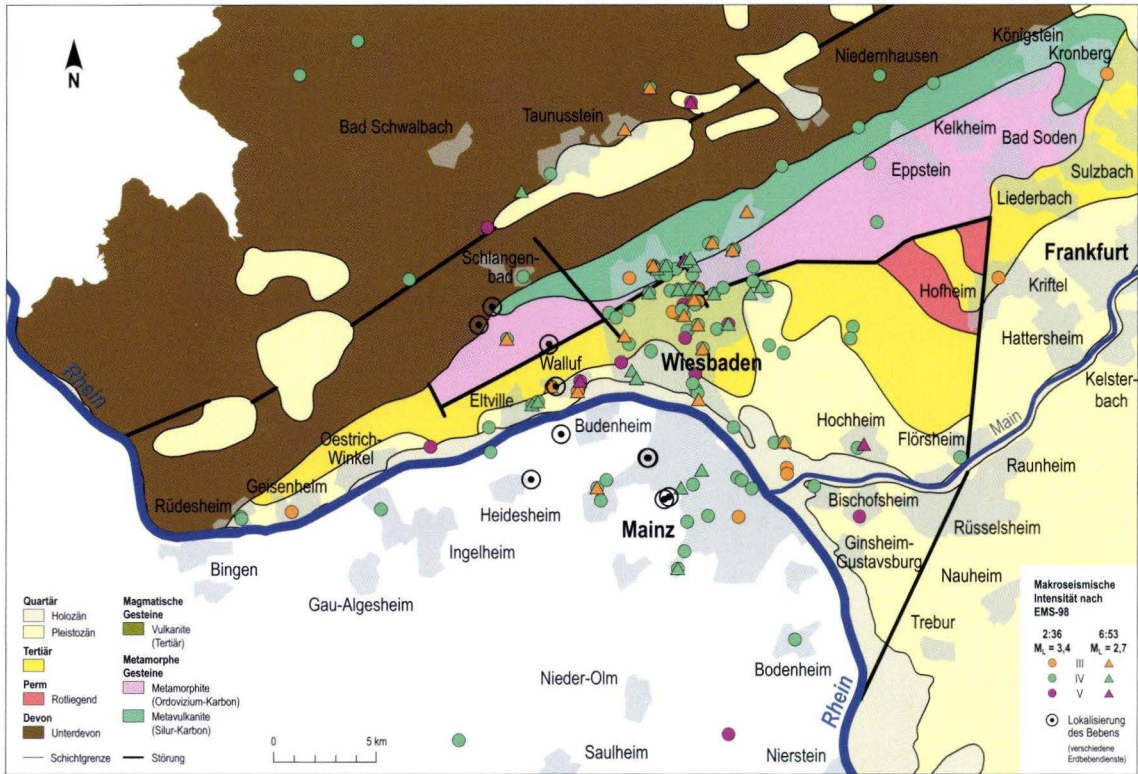 N
Königstein
Kronberg
Niedernhausen
Taunusstein
Bad Schwalbach
Kelkheim
Bad Soden
Eppstein
Sulzbach
Liederbach
Frankfurt
Schlangen-
bad
Hofheim
Kriftel
Hattersheim
Walluf
Wiesbaden
Kelster-
bach
Eltville
Rhein
Hochheim
Main
Budenheim
Flörsheim
Oestrich-
Winkel
Raunheim
Geisenheim
Rüdesheim
Bischofsheim
Heidesheim
Mainz
Rüsselsheim
Ginsheim-
Gustavsburg
Ingelheim
Bingen
Nauheim
Gau-Algesheim
Trebur
Bodenheim
Nieder-Olm
Rhein
Saulheim
Nierstein
Quartär
Holozän
Pleistozän
Tertiär
Perm
Rotliegend
Devon
Unterdevon
Schichtgrenze
Störung
Magmatische
Gesteine
Vulkanite
(Tertiär)
Metamorphe
Gesteine
Metamorphite
(Ordovizium-Karbon)
Metavulkanite
(Silur-Karbon)
0 5 km
Makroseismische
Intensität nach
EMS-98
2:36 6:53
ML = 3,4 ML = 2,7
III
IV
V
Lokalisierung
des Bebens
(verschiedene
Erdbebendienste)